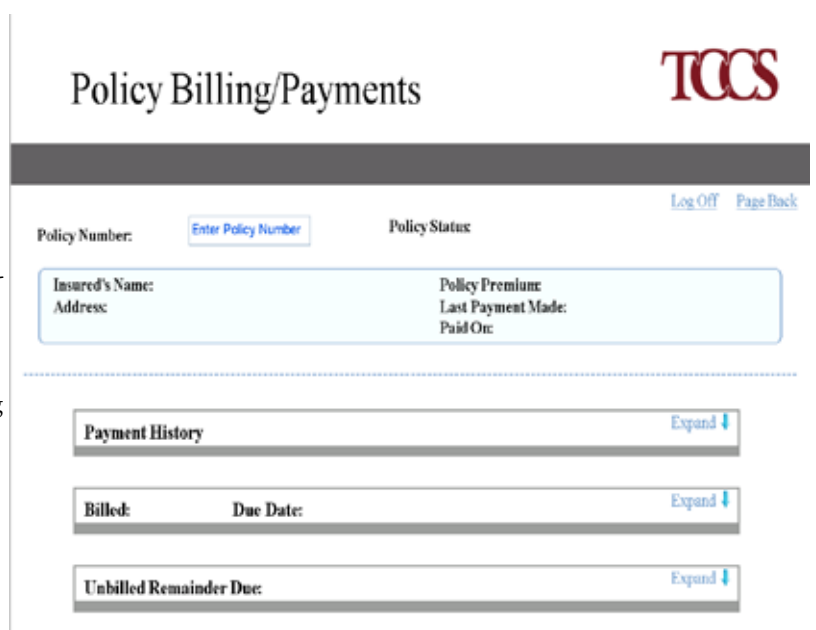 Policy Billing/Payments
TCCS
Log Off Page Back
Policy Number: Enter Policy Number Policy Status:
Insured's Name: Policy Premium:
Address: Last Payment Made:
Paid On:
Payment History Expand
Billed: Due Date: Expand
Unbilled Remainder Due: Expand